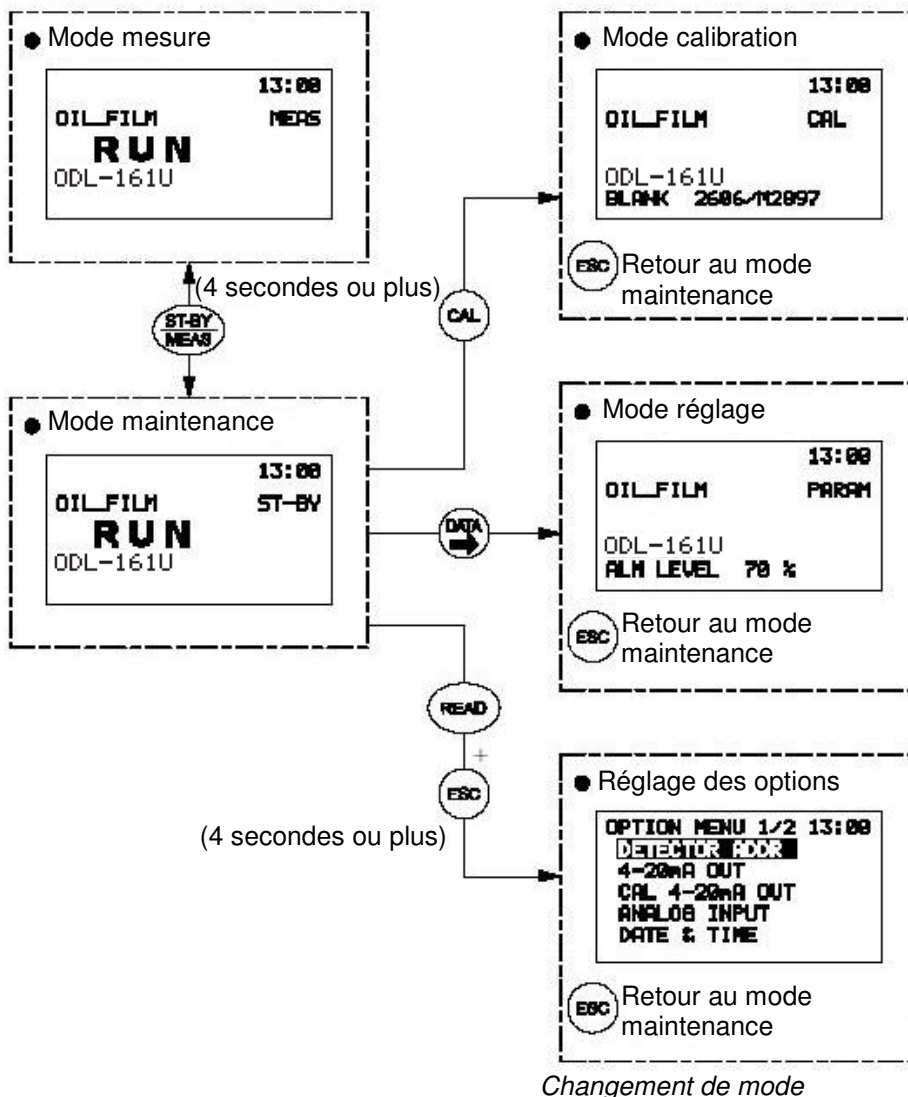 ● Mode mesure
13:00
OIL_FILM MEAS
RUN
ODL-161U
(4 secondes ou plus)
ST-BY
MEAS
● Mode maintenance
13:00
OIL_FILM ST-BY
RUN
ODL-161U
CAL
DATA
READ
+
ESC
(4 secondes ou plus)
● Mode calibration
13:00
OIL_FILM CAL
ODL-161U
BLANK 2606/M2097
ESC Retour au mode
maintenance
● Mode réglage
13:00
OIL_FILM PARAM
ODL-161U
ALM LEVEL 70 %
ESC Retour au mode
maintenance
● Réglage des options
OPTION MENU 1/2 13:00
DETECTOR ADDR
4-20mA OUT
CAL 4-20mA OUT
ANALOG INPUT
DATE & TIME
ESC Retour au mode
maintenance
Changement de mode